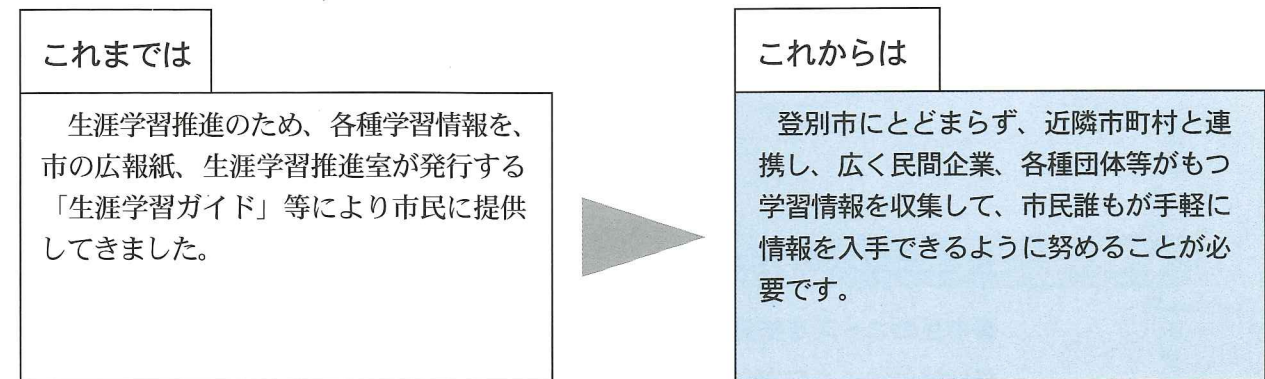 これまでは
生涯学習推進のため、各種学習情報を、
市の広報紙、生涯学習推進室が発行する
「生涯学習ガイド」等により市民に提供
してきました。
これからは
登別市にとどまらず、近隣市町村と連
携し、広く民間企業、各種団体等がもつ
学習情報を収集して、市民誰もが手軽に
情報を入手できるように努めることが必
要です。